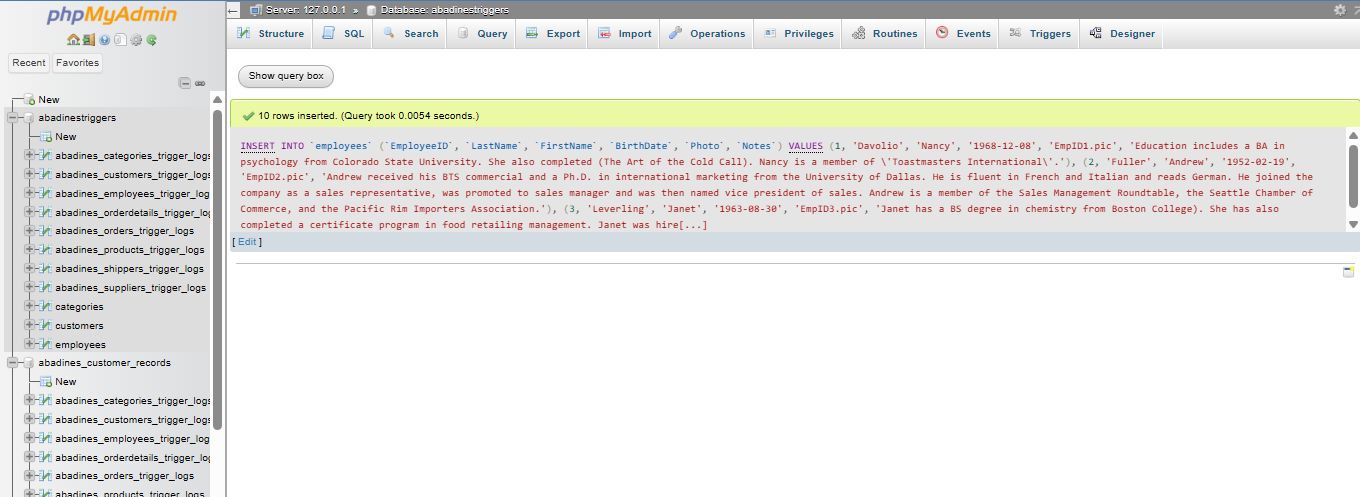 phpMyAdmin
Recent Favorites
New
abadinestriggers
New
abadines_categories_trigger_logs
abadines_customers_trigger_logs
abadines_employees_trigger_log
abadines_orderdetails_trigger_lo
abadines_orders_trigger_logs
abadines_products_trigger_logs
abadines_shippers_trigger_logs
abadines_suppliers_trigger_logs
categories
customers
employees
abadines_customer_records
New
abadines_categories_trigger_logs
abadines_customers_trigger_logs
abadines_employees_trigger_log
abadines_orderdetails_trigger_lo
abadines_orders_trigger_logs
abadines_products_trigger_logs
Server: 127.0.0.1 » Database: abadinestriggers
Structure SQL Search Query Export Import Operations Privileges Routines Events Triggers Designer
Show query box
10 rows inserted. (Query took 0.0054 seconds.)
INSERT INTO `employees` (`EmployeeID`, `LastName`, `FirstName`, `BirthDate`, `Photo`, `Notes`) VALUES (1, 'Davolio', 'Nancy', '1968-12-08', 'EmpID1.pic', 'Education includes a BA in
psychology from Colorado State University. She also completed (The Art of the Cold Call). Nancy is a member of \'Toastmasters International\'.'), (2, 'Fuller', 'Andrew', '1952-02-19',
'EmpID2.pic', 'Andrew received his BTS commercial and a Ph.D. in international marketing from the University of Dallas. He is fluent in French and Italian and reads German. He joined the
company as a sales representative, was promoted to sales manager and was then named vice president of sales. Andrew is a member of the Sales Management Roundtable, the Seattle Chamber of
Commerce, and the Pacific Rim Importers Association.'), (3, 'Leverling', 'Janet', '1963-08-30', 'EmpID3.pic', 'Janet has a BS degree in chemistry from Boston College). She has also
completed a certificate program in food retailing management. Janet was hire[...]
[ Edit ]